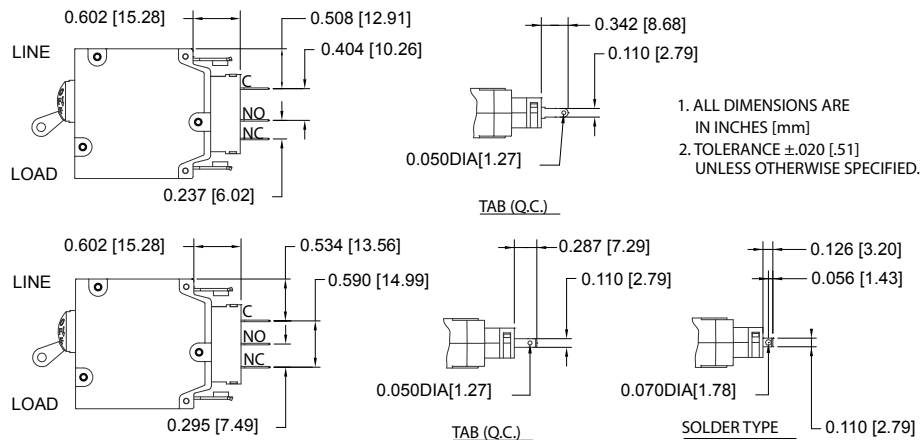 0.602 [15.28]
0.508 [12.91]
0.404 [10.26]
LINE
C
NO
NC
LOAD
0.237 [6.02]
0.342 [8.68]
0.110 [2.79]
0.050DIA[1.27]
TAB (Q.C.)
1. ALL DIMENSIONS ARE
IN INCHES [mm]
2. TOLERANCE ±.020 [.51]
UNLESS OTHERWISE SPECIFIED.
0.602 [15.28]
0.534 [13.56]
0.590 [14.99]
LINE
C
NO
NC
LOAD
0.295 [7.49]
0.287 [7.29]
0.110 [2.79]
0.050DIA[1.27]
TAB (Q.C.)
0.126 [3.20]
0.056 [1.43]
0.070DIA[1.78]
0.110 [2.79]
SOLDER TYPE